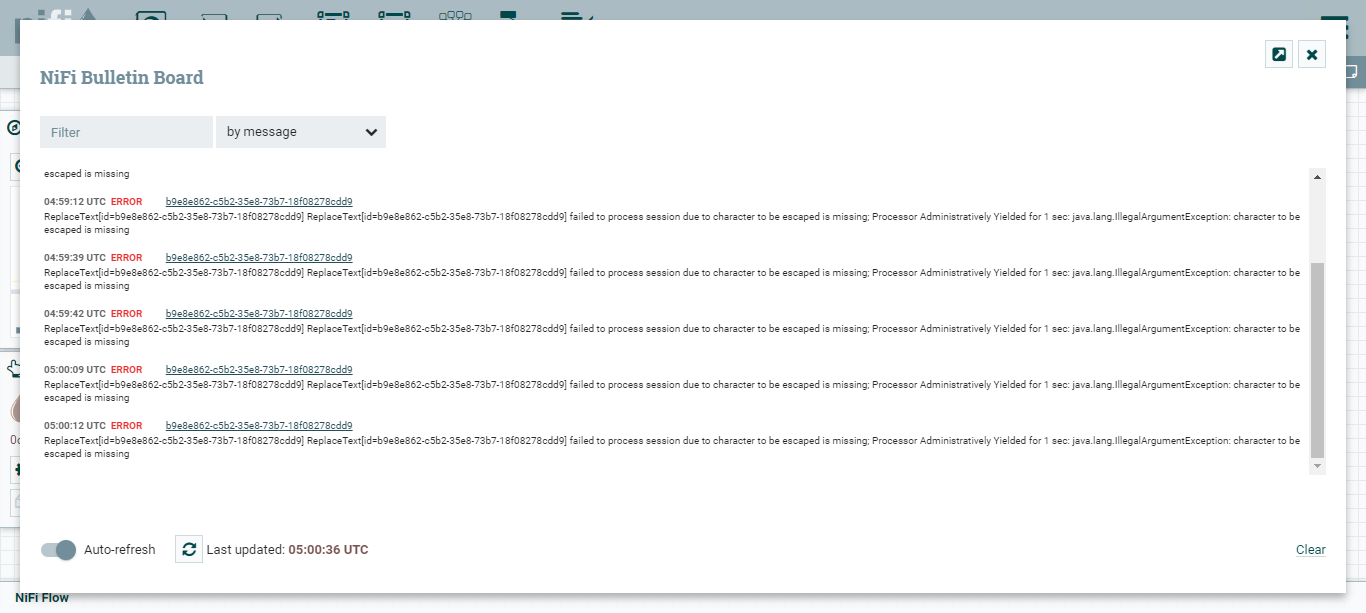 nifi
NiFi Bulletin Board
Filter
by message
escaped is missing
04:59:12 UTC ERROR b9e8e862-c5b2-35e8-73b7-18f08278cdd9
ReplaceText[id=b9e8e862-c5b2-35e8-73b7-18f08278cdd9] ReplaceText[id=b9e8e862-c5b2-35e8-73b7-18f08278cdd9] failed to process session due to character to be escaped is missing; Processor Administratively Yielded for 1 sec: java.lang.IllegalArgumentException: character to be
escaped is missing
04:59:39 UTC ERROR b9e8e862-c5b2-35e8-73b7-18f08278cdd9
ReplaceText[id=b9e8e862-c5b2-35e8-73b7-18f08278cdd9] ReplaceText[id=b9e8e862-c5b2-35e8-73b7-18f08278cdd9] failed to process session due to character to be escaped is missing; Processor Administratively Yielded for 1 sec: java.lang.IllegalArgumentException: character to be
escaped is missing
04:59:42 UTC ERROR b9e8e862-c5b2-35e8-73b7-18f08278cdd9
ReplaceText[id=b9e8e862-c5b2-35e8-73b7-18f08278cdd9] ReplaceText[id=b9e8e862-c5b2-35e8-73b7-18f08278cdd9] failed to process session due to character to be escaped is missing; Processor Administratively Yielded for 1 sec: java.lang.IllegalArgumentException: character to be
escaped is missing
05:00:09 UTC ERROR b9e8e862-c5b2-35e8-73b7-18f08278cdd9
ReplaceText[id=b9e8e862-c5b2-35e8-73b7-18f08278cdd9] ReplaceText[id=b9e8e862-c5b2-35e8-73b7-18f08278cdd9] failed to process session due to character to be escaped is missing; Processor Administratively Yielded for 1 sec: java.lang.IllegalArgumentException: character to be
escaped is missing
05:00:12 UTC ERROR b9e8e862-c5b2-35e8-73b7-18f08278cdd9
ReplaceText[id=b9e8e862-c5b2-35e8-73b7-18f08278cdd9] ReplaceText[id=b9e8e862-c5b2-35e8-73b7-18f08278cdd9] failed to process session due to character to be escaped is missing; Processor Administratively Yielded for 1 sec: java.lang.IllegalArgumentException: character to be
escaped is missing
Auto-refresh
Last updated: 05:00:36 UTC
Clear
NiFi Flow